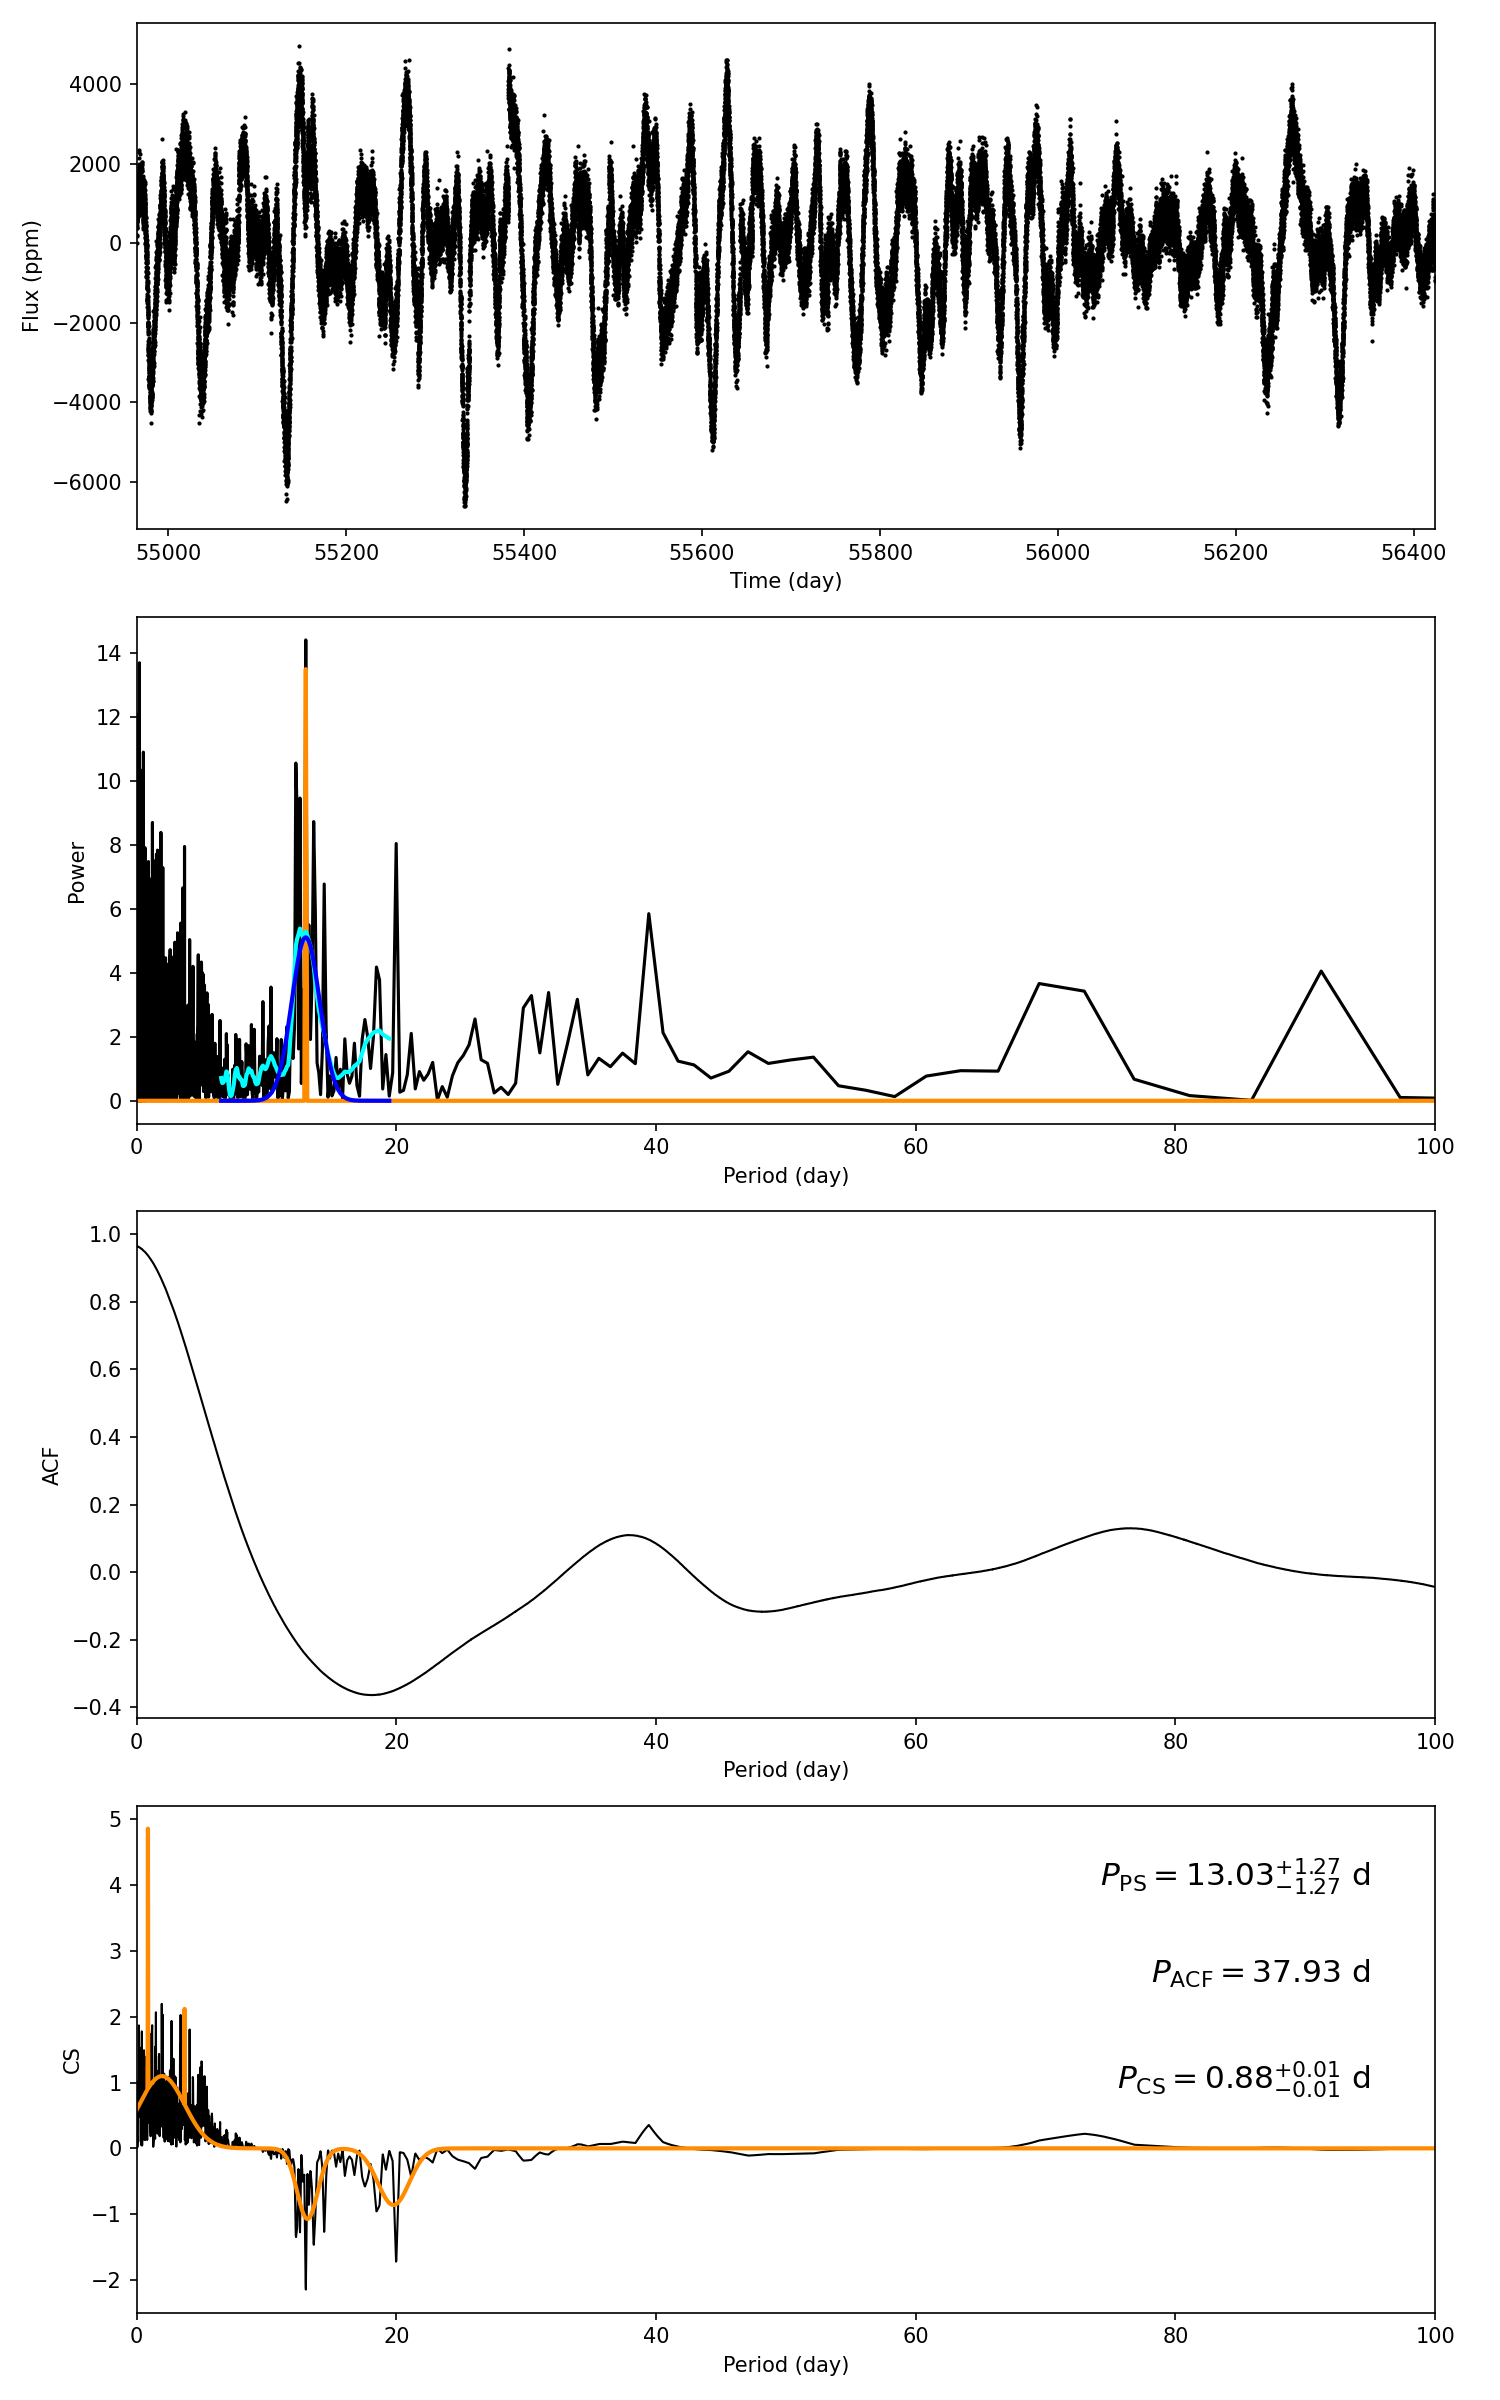 4000
2000
0
−2000
−4000
−6000
Flux (ppm)
55000 55200 55400 55600 55800 56000 56200 56400
Time (day)
14
12
10
8
6
4
2
0
Power
0 20 40 60 80 100
Period (day)
1.0
0.8
0.6
0.4
0.2
0.0
−0.2
−0.4
ACF
0 20 40 60 80 100
Period (day)
5
4
3
2
1
0
−1
−2
CS
P_PS = 13.03^{+1.27}_{−1.27} d
P_ACF = 37.93 d
P_CS = 0.88^{+0.01}_{−0.01} d
0 20 40 60 80 100
Period (day)